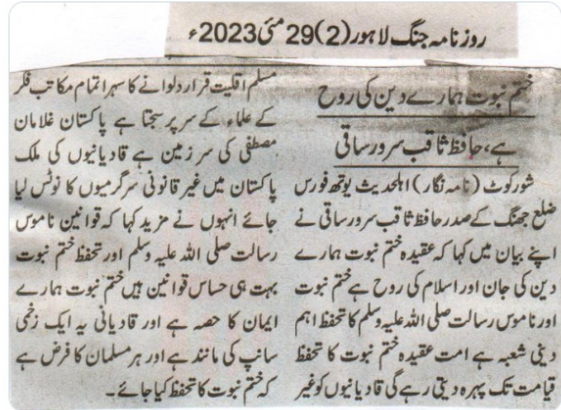 روزنامہ جنگ لاہور (2) 29 مئی 2023ء
ختم نبوت ہمارے دین کی روح
ہے، حافظ ثاقب سرور ساقی
شورکوٹ (نامہ نگار) اہلحدیث یوتھ فورس
ضلع جھنگ کے صدر حافظ ثاقب سرور ساقی نے
اپنے بیان میں کہا کہ عقیدہ ختم نبوت ہمارے
دین کی جان اور اسلام کی روح ہے ختم نبوت
اور ناموس رسالت صلی اللہ علیہ وسلم کا تحفظ اہم
دینی شعبہ ہے امت عقیدہ ختم نبوت کا تحفظ
قیامت تک پہرہ دیتی رہے گی قادیانیوں کو غیر
مسلم اقلیت قرار دلوانے کا سہرا تمام مکاتب فکر
کے علماء کے سر پر سجتا ہے پاکستان غلامان
مصطفی کی سرزمین ہے قادیانیوں کی ملک
پاکستان میں غیر قانونی سرگرمیوں کا نوٹس لیا
جائے انہوں نے مزید کہا کہ قوانین ناموس
رسالت صلی اللہ علیہ وسلم اور تحفظ ختم نبوت
بہت ہی حساس قوانین ہیں ختم نبوت ہمارے
ایمان کا حصہ ہے اور قادیانی یہ ایک زخمی
سانپ کی مانند ہے اور ہر مسلمان کا فرض ہے
کہ ختم نبوت کا تحفظ کیا جائے۔